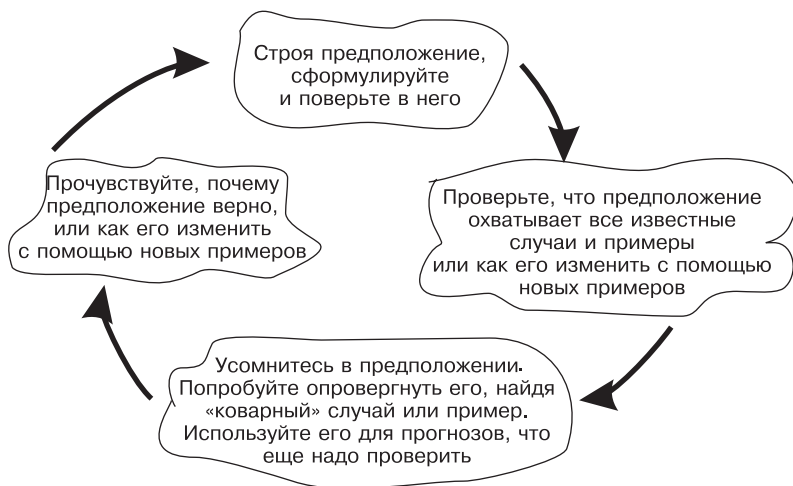 Строя предположение,
сформулируйте
и поверьте в него
Проверьте, что предположение
охватывает все известные
случаи и примеры
или как его изменить с помощью
новых примеров
Усомнитесь в предположении.
Попробуйте опровергнуть его, найдя
«коварный» случай или пример.
Используйте его для прогнозов, что
еще надо проверить
Прочувствуйте, почему
предположение верно,
или как его изменить
с помощью новых примеров